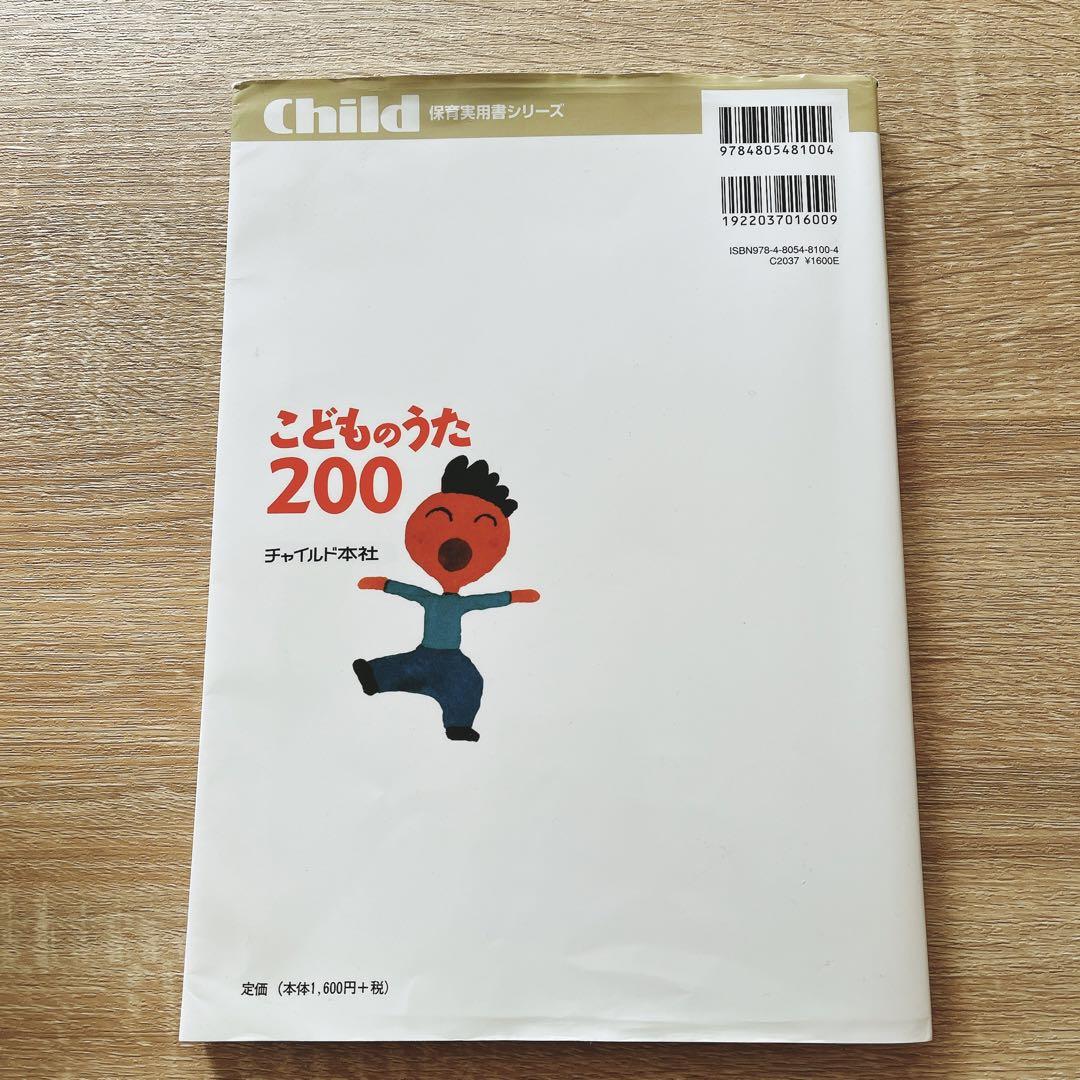 Child 保育実用書シリーズ
9784805481004
1922037016009
ISBN978-4-8054-8100-4
C2037 ¥1600E
こどものうた
200
チャイルド本社
定価 (本体1,600円+税)